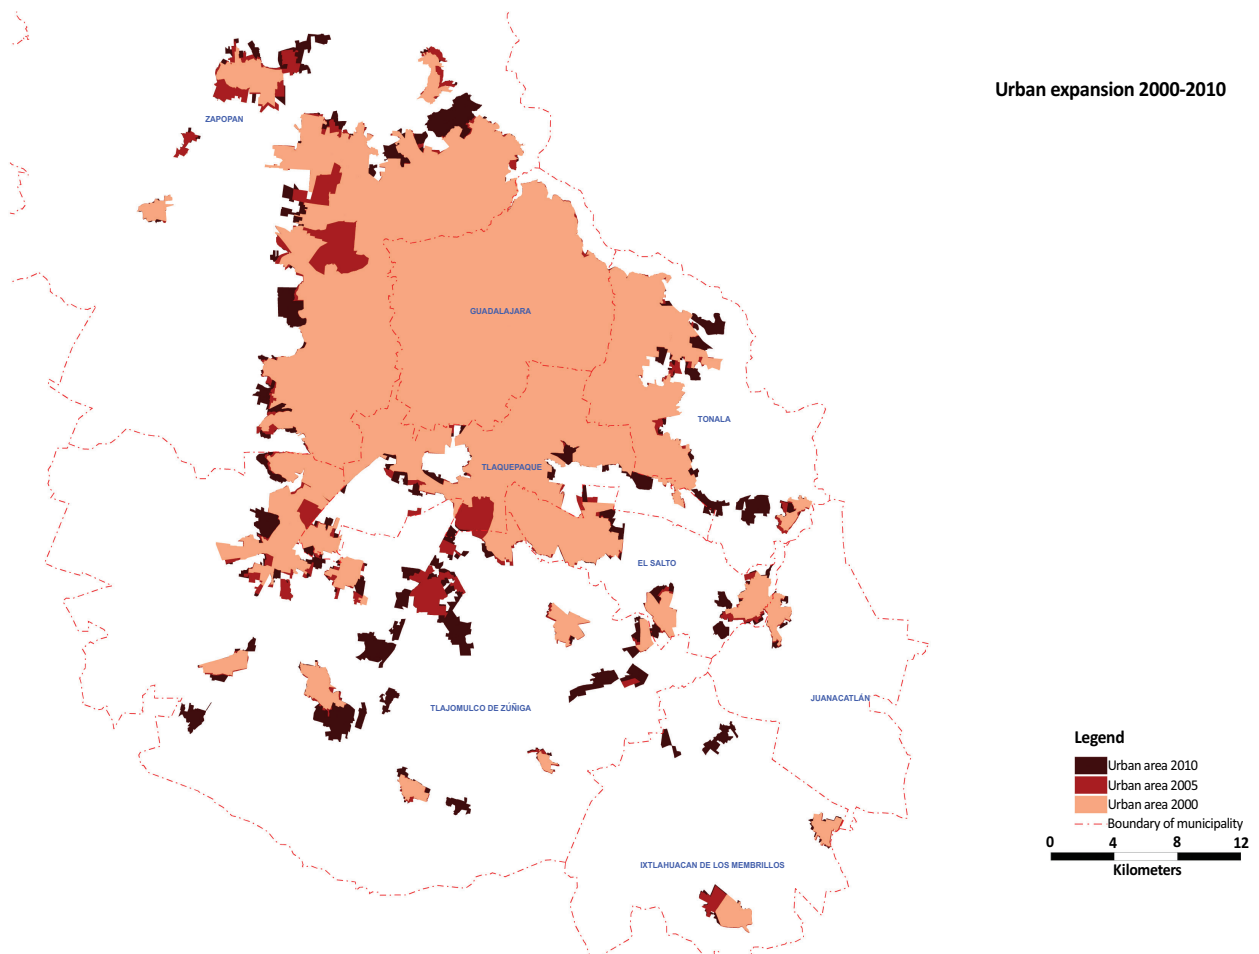 Urban expansion 2000-2010
ZAPOPAN
GUADALAJARA
TONALA
TLAQUEPAQUE
EL SALTO
JUANACATLÁN
TLAJOMULCO DE ZÚÑIGA
IXTLAHUACAN DE LOS MEMBRILLOS
Legend
Urban area 2010
Urban area 2005
Urban area 2000
Boundary of municipality
0 4 8 12
Kilometers